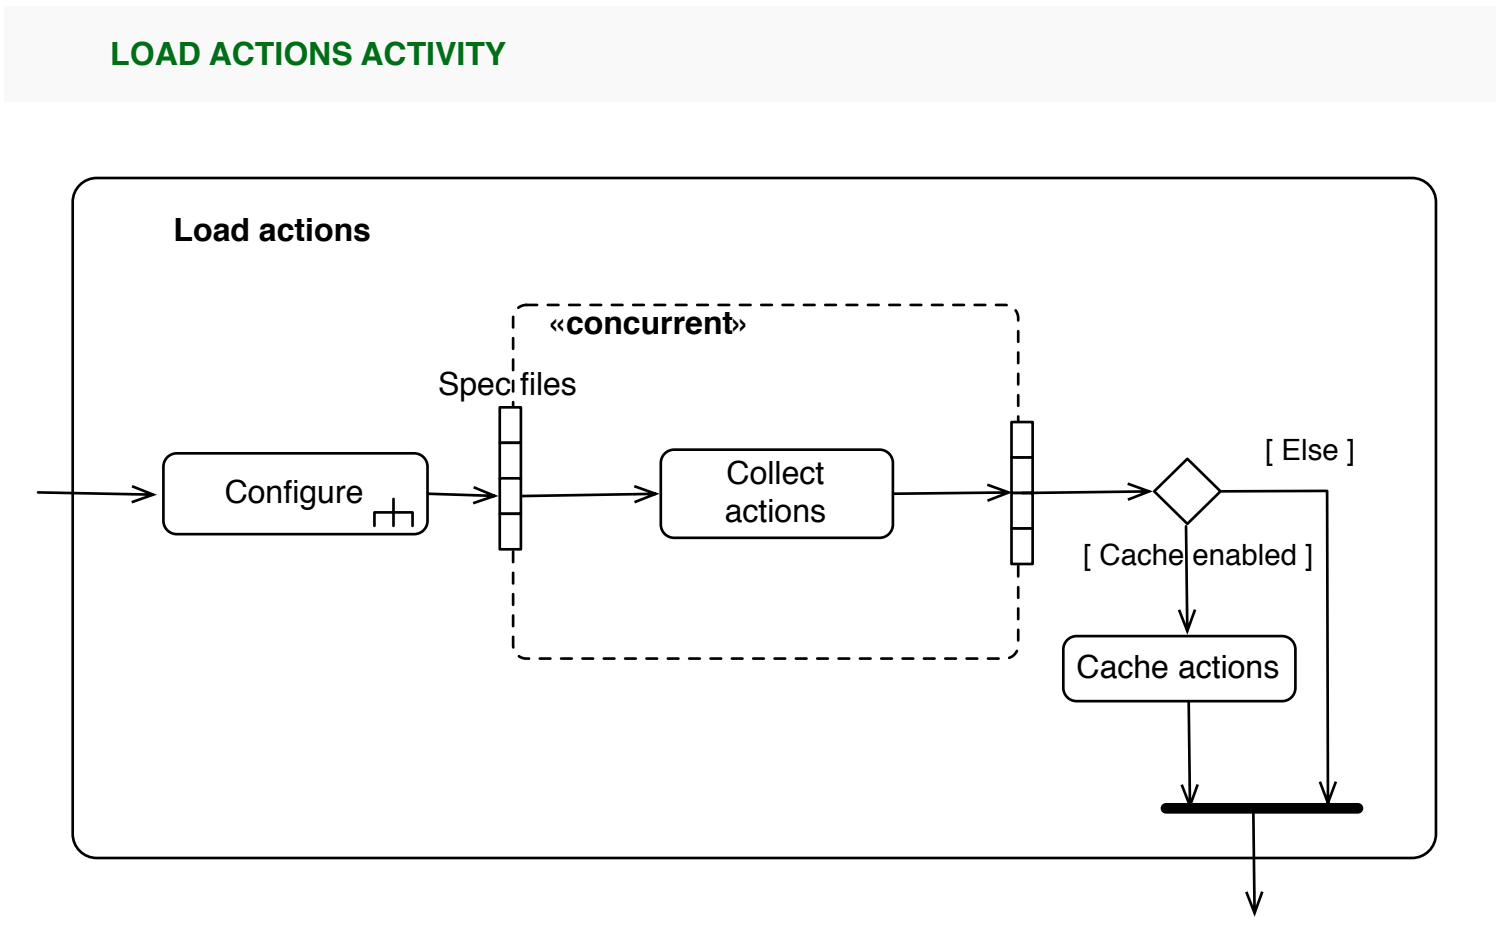 LOAD ACTIONS ACTIVITY
Load actions
«concurrent»
Spec files
Configure
Collect
actions
[ Else ]
[ Cache enabled ]
Cache actions